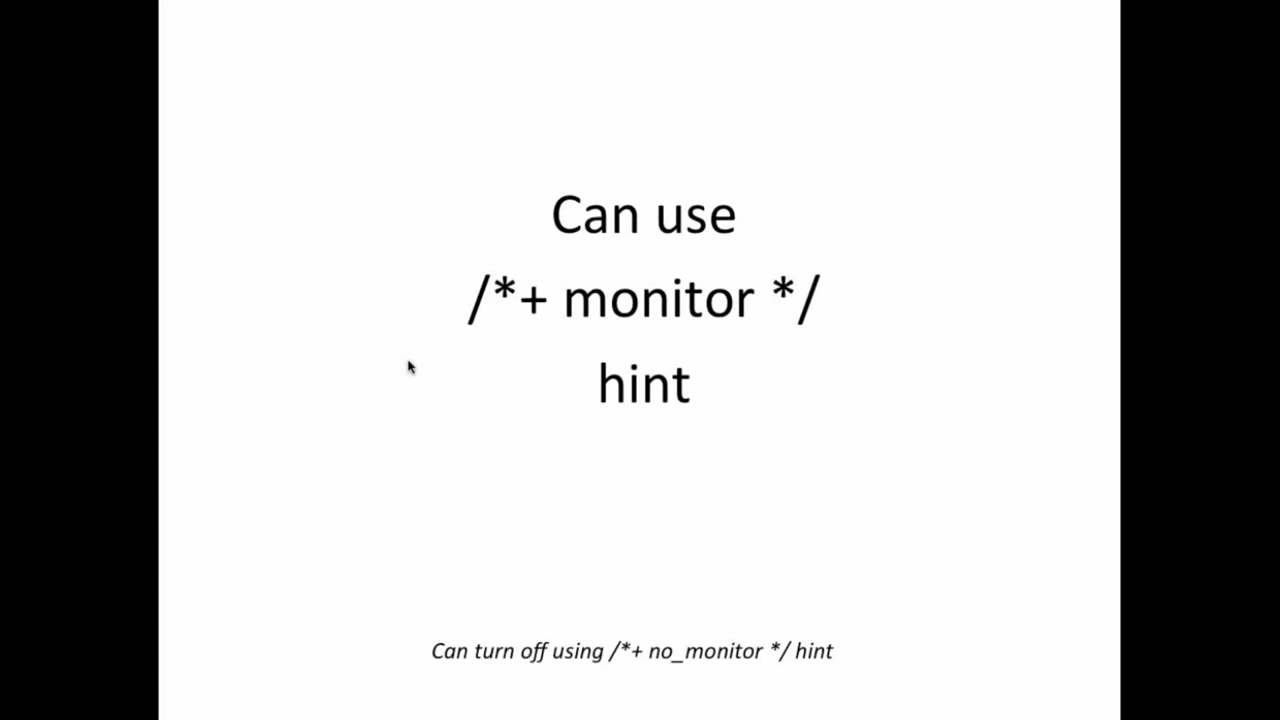 Can use
/*+ monitor */
hint
Can turn off using /*+ no_monitor */ hint